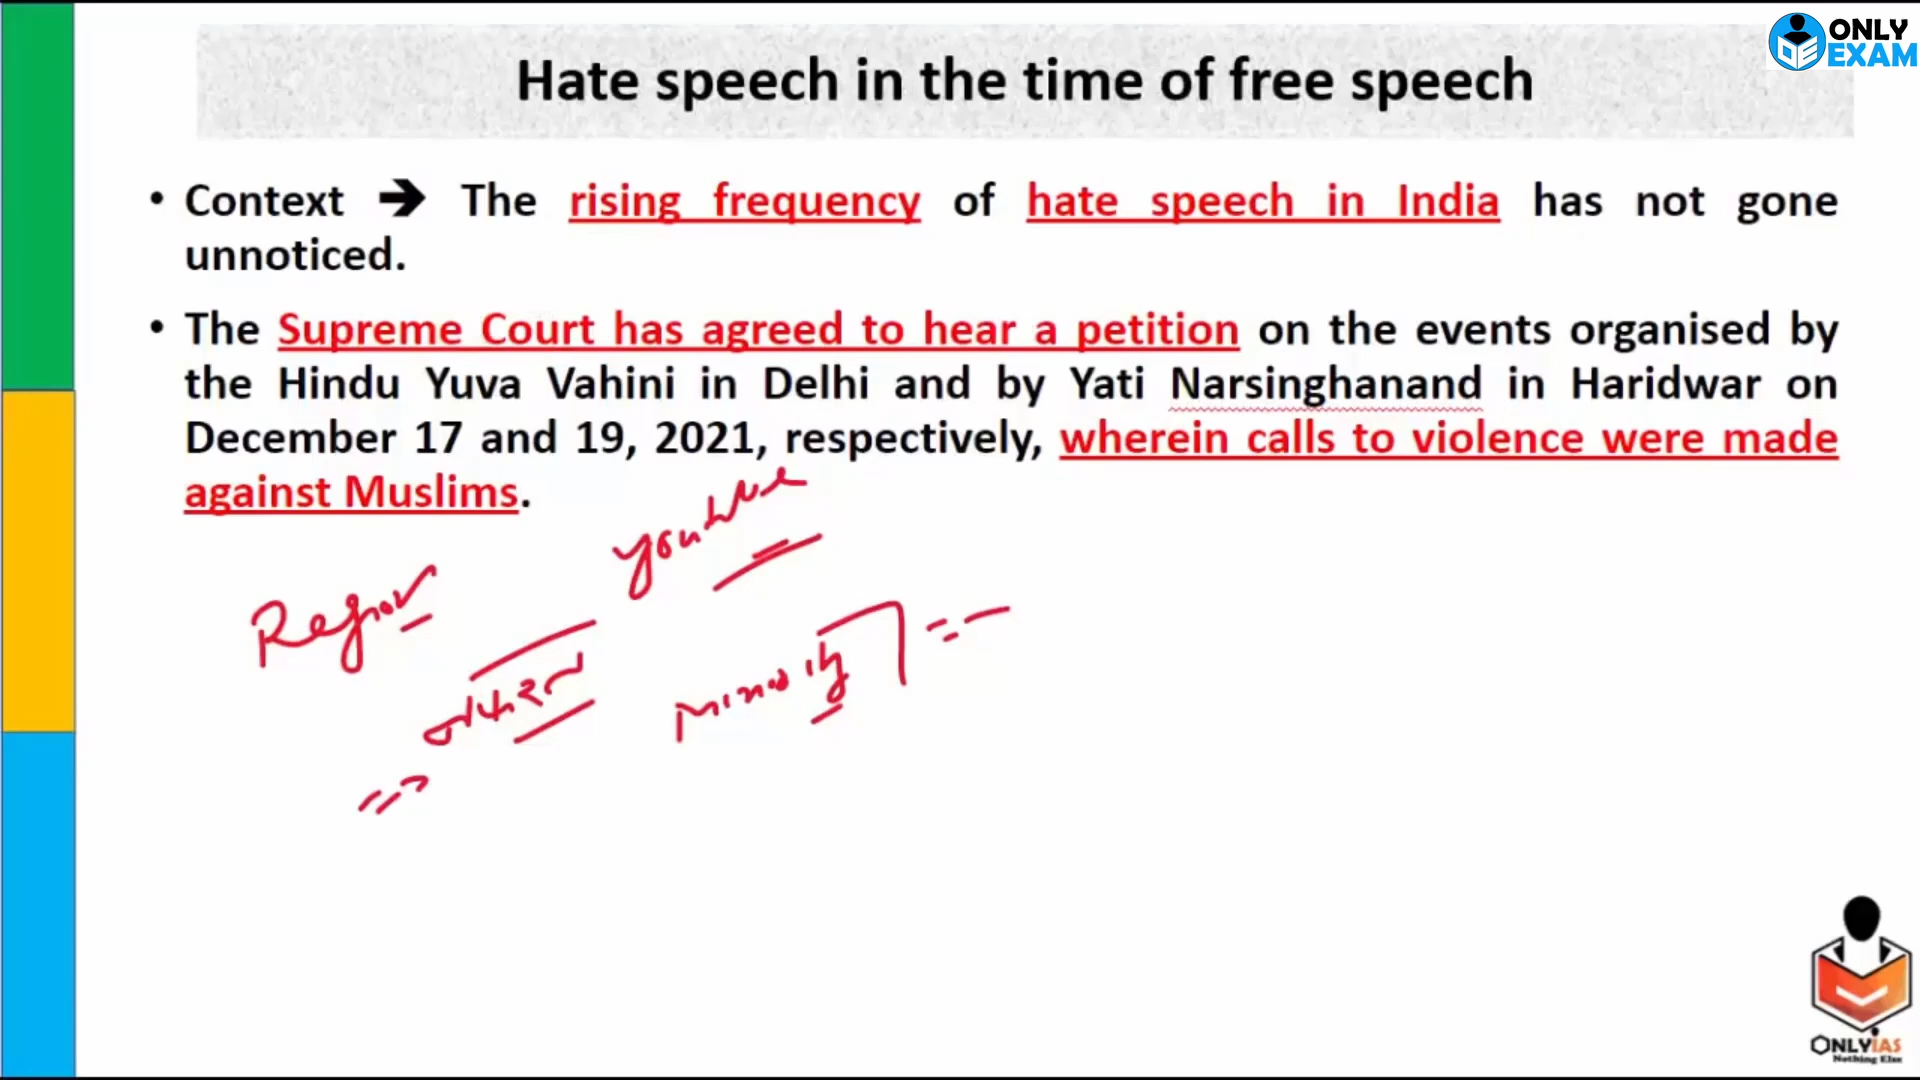 ONLY
EXAM
Hate speech in the time of free speech
• Context ➔ The rising frequency of hate speech in India has not gone
unnoticed.
• The Supreme Court has agreed to hear a petition on the events organised by
the Hindu Yuva Vahini in Delhi and by Yati Narsinghanand in Haridwar on
December 17 and 19, 2021, respectively, wherein calls to violence were made
against Muslims.
ONLYIAS
Nothing Else